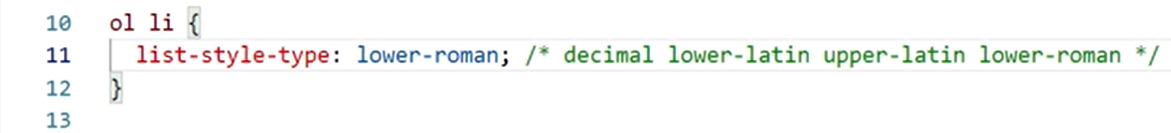 10 ol li {
11 list-style-type: lower-roman; /* decimal lower-latin upper-latin lower-roman */
12 }
13